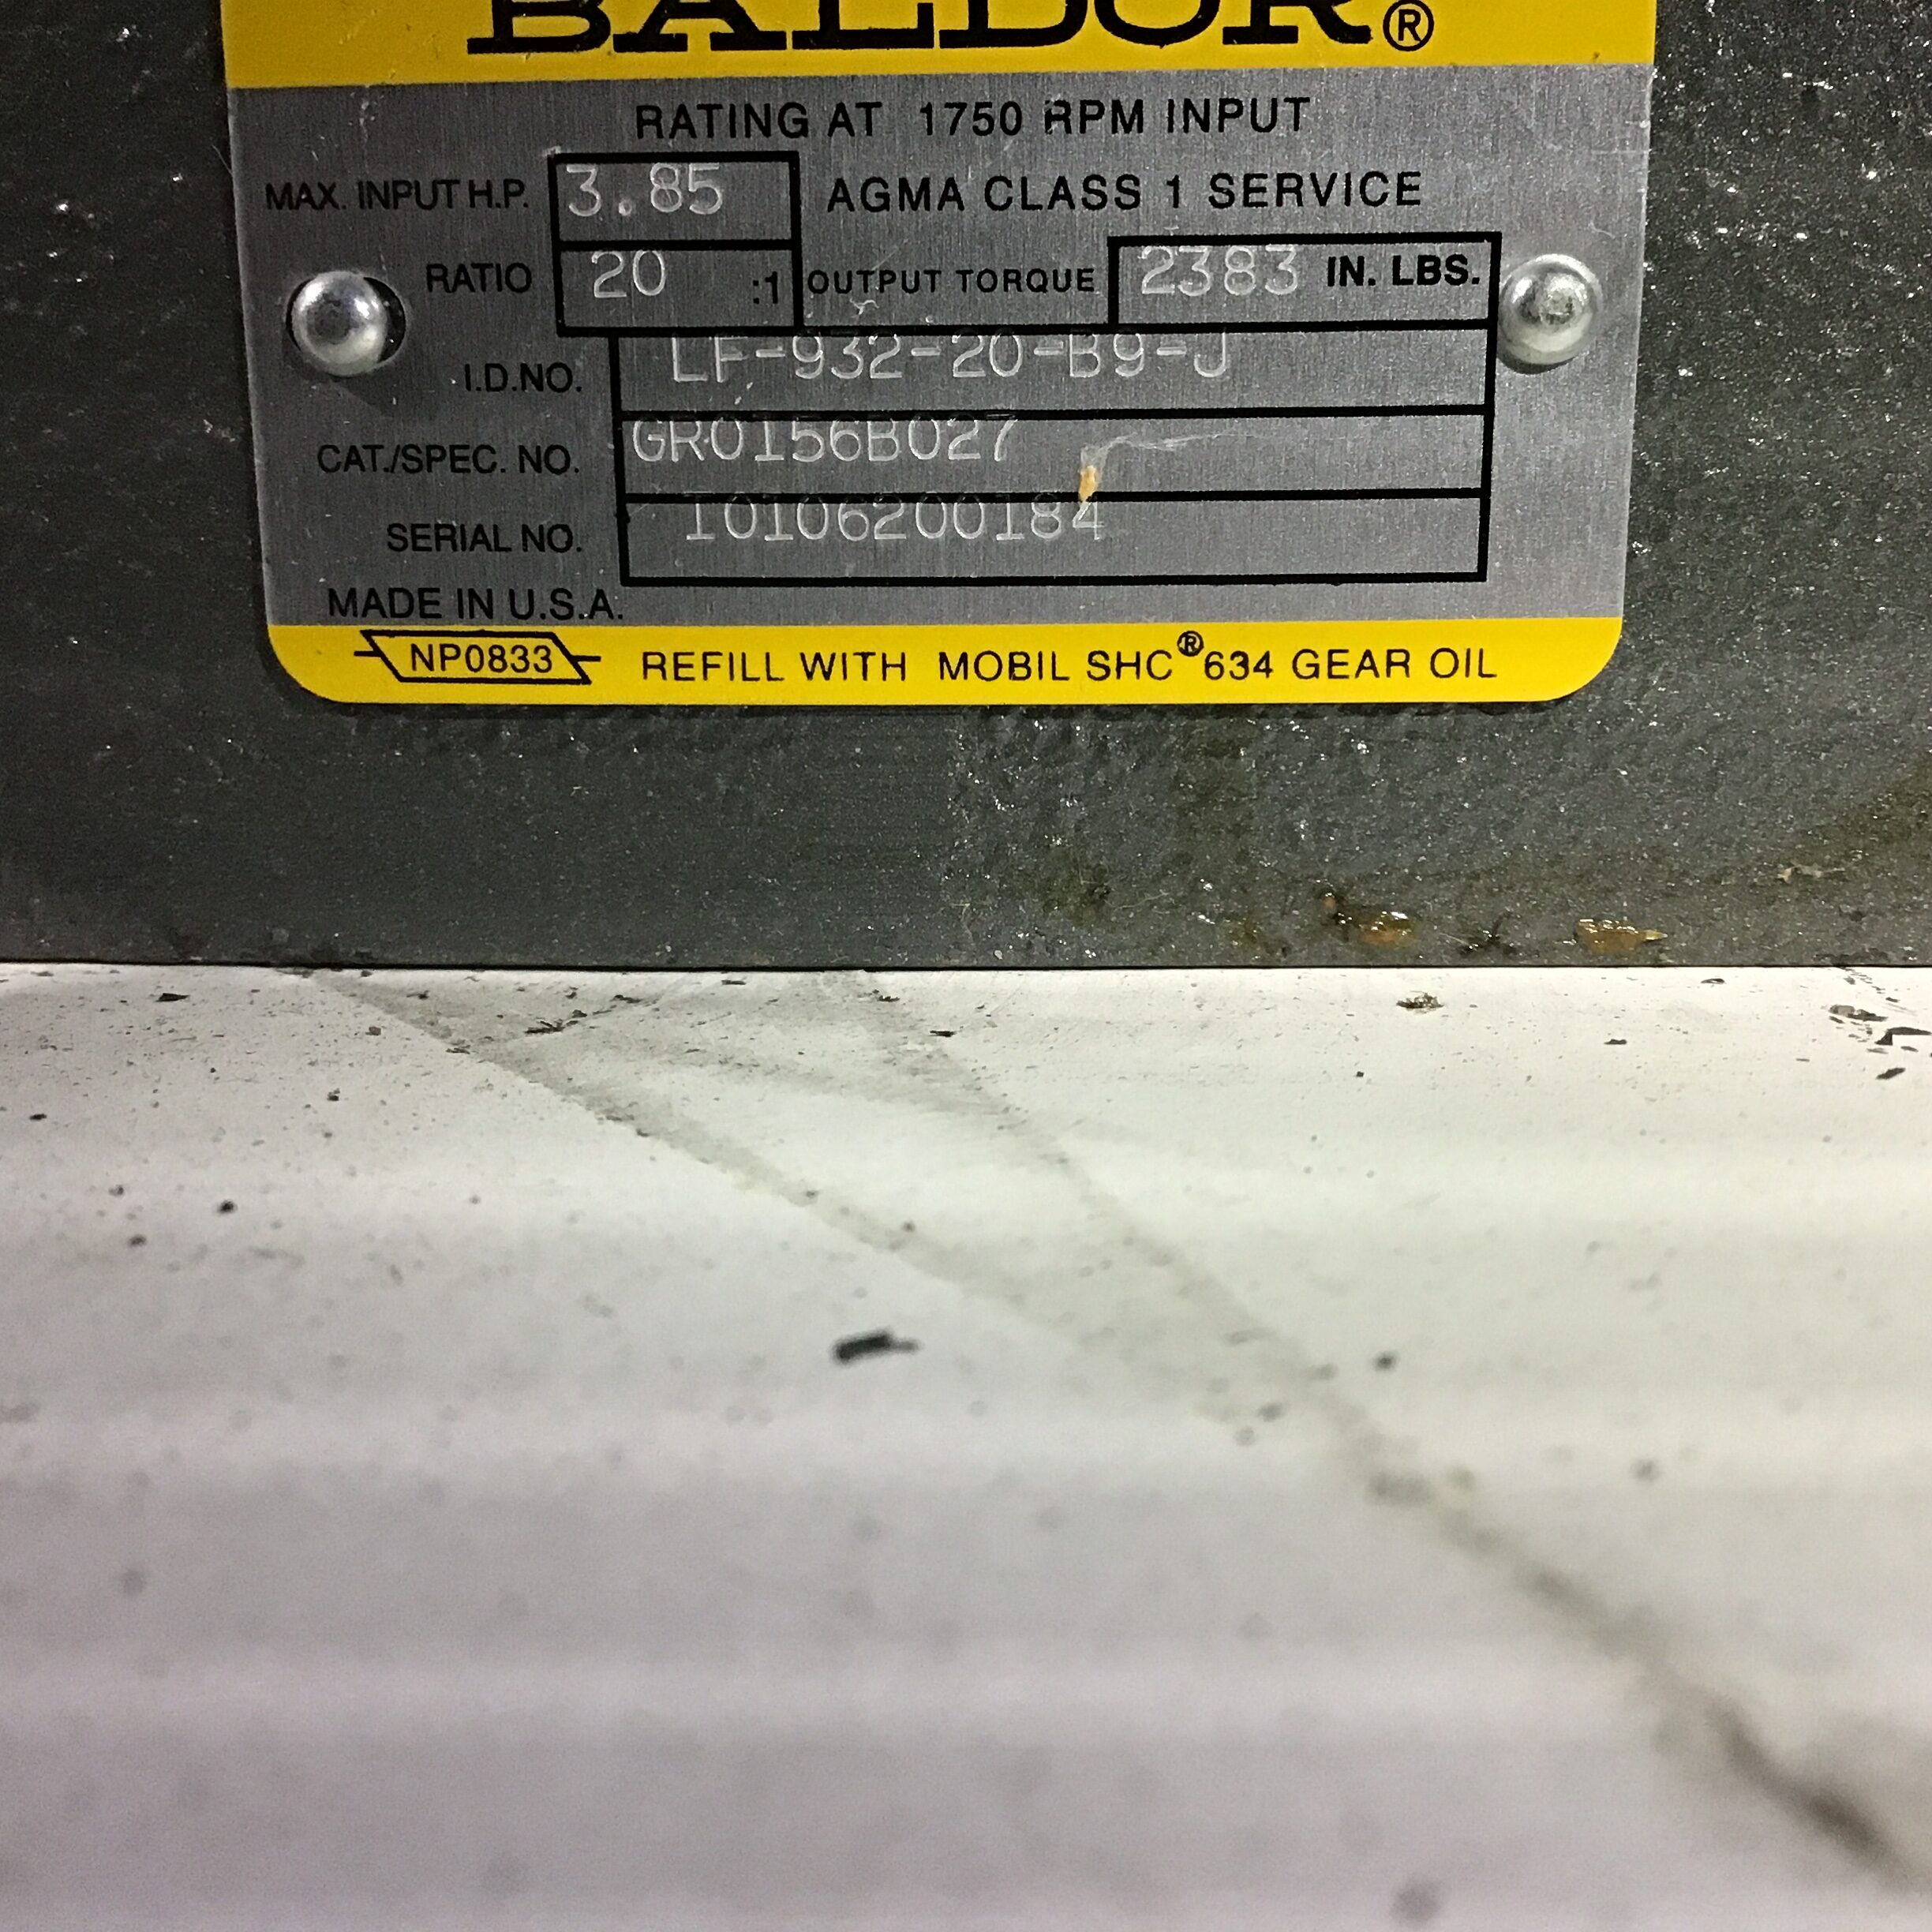 BALDOR®
RATING AT 1750 RPM INPUT
MAX. INPUT H.P. 3.85 AGMA CLASS 1 SERVICE
RATIO 20 :1 OUTPUT TORQUE 2383 IN. LBS.
I.D.NO. LF-932-20-B9-J
CAT./SPEC. NO. GR0156B027
SERIAL NO. I0106200184
MADE IN U.S.A.
NP0833 REFILL WITH MOBIL SHC®634 GEAR OIL